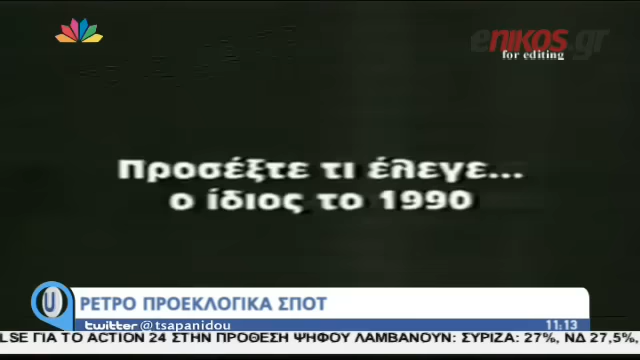 eNIKOS.gr
for editing
Προσέξτε τι έλεγε...
ο ίδιος το 1990
U
ΡΕΤΡΟ ΠΡΟΕΚΛΟΓΙΚΑ ΣΠΟΤ
twitter @tsapanidou
11:13
LSE ΓΙΑ ΤΟ ACTION 24 ΣΤΗΝ ΠΡΟΘΕΣΗ ΨΗΦΟΥ ΛΑΜΒΑΝΟΥΝ: ΣΥΡΙΖΑ: 27%, ΝΔ 27,5%,